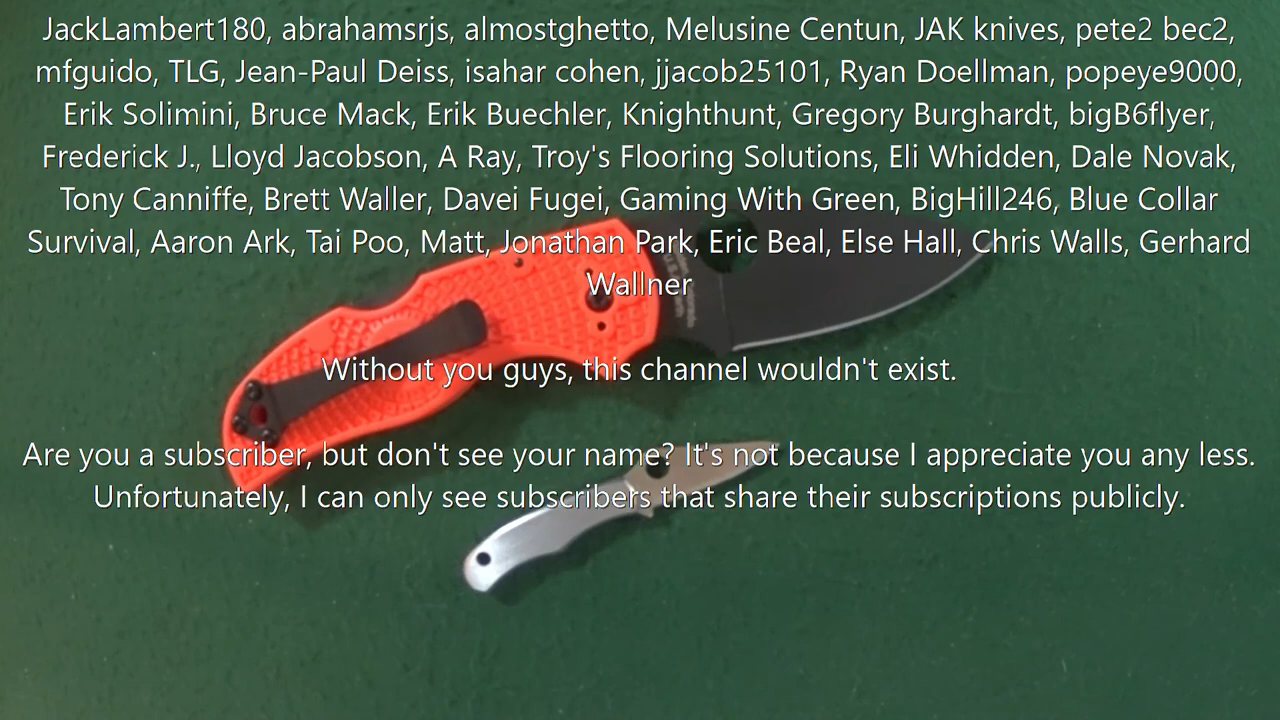 JackLambert180, abrahamsrjs, almostghetto, Melusine Centun, JAK knives, pete2 bec2,
mfguido, TLG, Jean-Paul Deiss, isahar cohen, jjacob25101, Ryan Doellman, popeye9000,
Erik Solimini, Bruce Mack, Erik Buechler, Knighthunt, Gregory Burghardt, bigB6flyer,
Frederick J., Lloyd Jacobson, A Ray, Troy's Flooring Solutions, Eli Whidden, Dale Novak,
Tony Canniffe, Brett Waller, Davei Fugei, Gaming With Green, BigHill246, Blue Collar
Survival, Aaron Ark, Tai Poo, Matt, Jonathan Park, Eric Beal, Else Hall, Chris Walls, Gerhard
Wallner
Without you guys, this channel wouldn't exist.
Are you a subscriber, but don't see your name? It's not because I appreciate you any less.
Unfortunately, I can only see subscribers that share their subscriptions publicly.